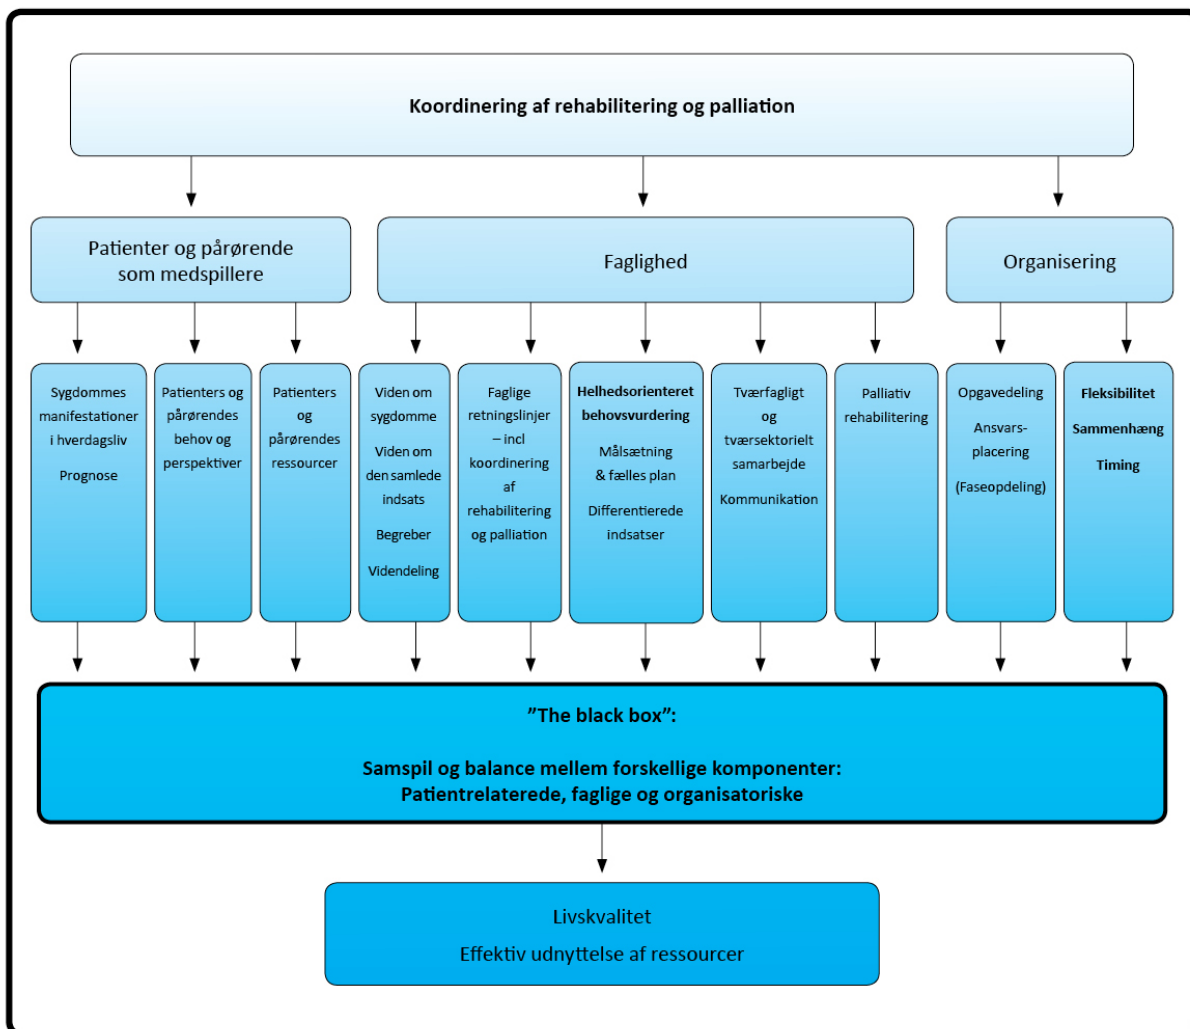 Koordinering af rehabilitering og palliation
Patienter og pårørende
som medspillere
Faglighed
Organisering
Sygdommes
manifestationer
i hverdagsliv
Prognose
Patienters og
pårørendes
behov og
perspektiver
Patienters
og
pårørendes
ressourcer
Viden om
sygdomme
Viden om
den samlede
indsats
Begreber
Videndeling
Faglige
retningslinjer
– incl
koordinering
af
rehabilitering
og palliation
Helhedsorienteret
behovsvurdering
Målsætning
& fælles plan
Differentierede
indsatser
Tværfagligt
og
tværsektorielt
samarbejde
Kommunikation
Palliativ
rehabilitering
Opgavedeling
Ansvars-
placering
(Faseopdeling)
Fleksibilitet
Sammenhæng
Timing
”The black box”:
Samspil og balance mellem forskellige komponenter:
Patientrelaterede, faglige og organisatoriske
Livskvalitet
Effektiv udnyttelse af ressourcer